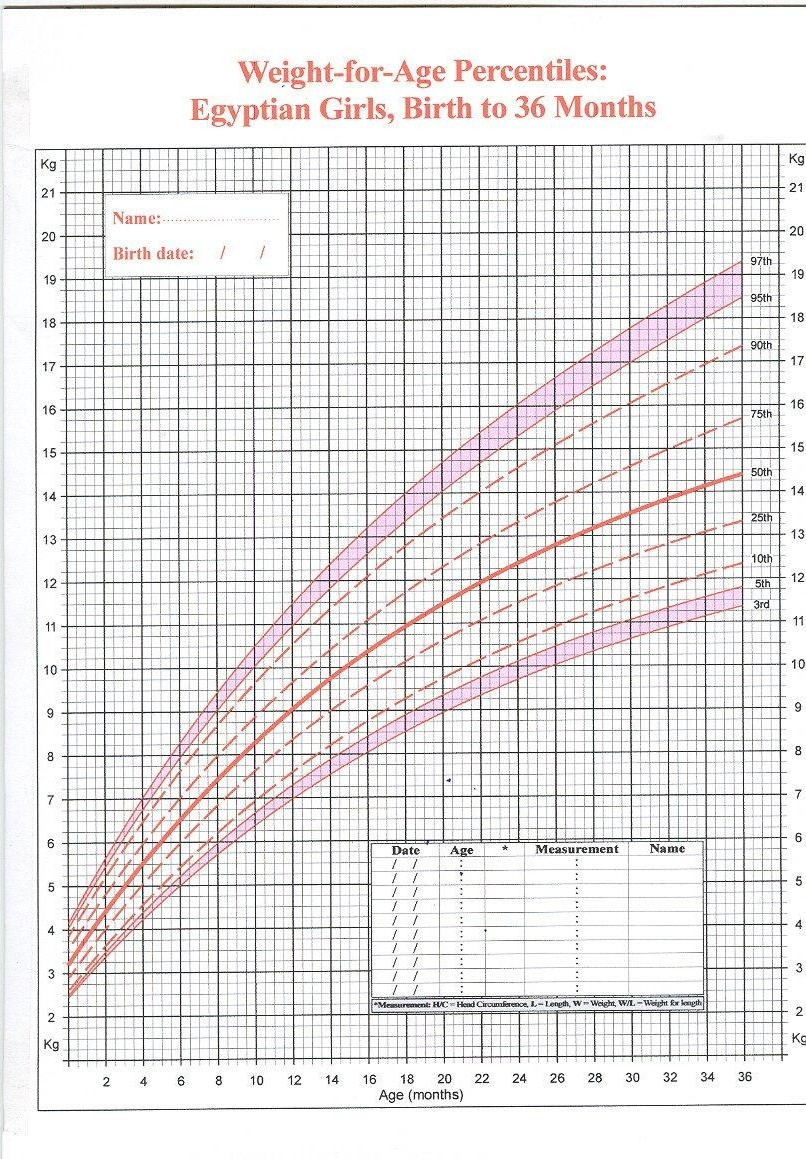 Weight-for-Age Percentiles:
Egyptian Girls, Birth to 36 Months
Kg
Kg
21
21
Name:
20
20
Birth date: / /
97th
19
19
95th
18
18
90th
17
17
16
16
75th
15
15
50th
14
14
25th
13
13
10th
12
12
5th
3rd
11
11
10
10
9
9
8
8
7
7
6
6
Date Age * Measurement Name
/ / :  :
5
5
/ / :  :
/ / :  :
/ / :  :
4
4
/ / :  :
/ / :  :
3
3
/ / :  :
/ / :  :
/ / :  :
/ / :  :
*Measurement: H/C = Head Circumference, L = Length, W = Weight, W/L = Weight for length
2
2
Kg
Kg
2 4 6 8 10 12 14 16 18 20 22 24 26 28 30 32 34 36
Age (months)